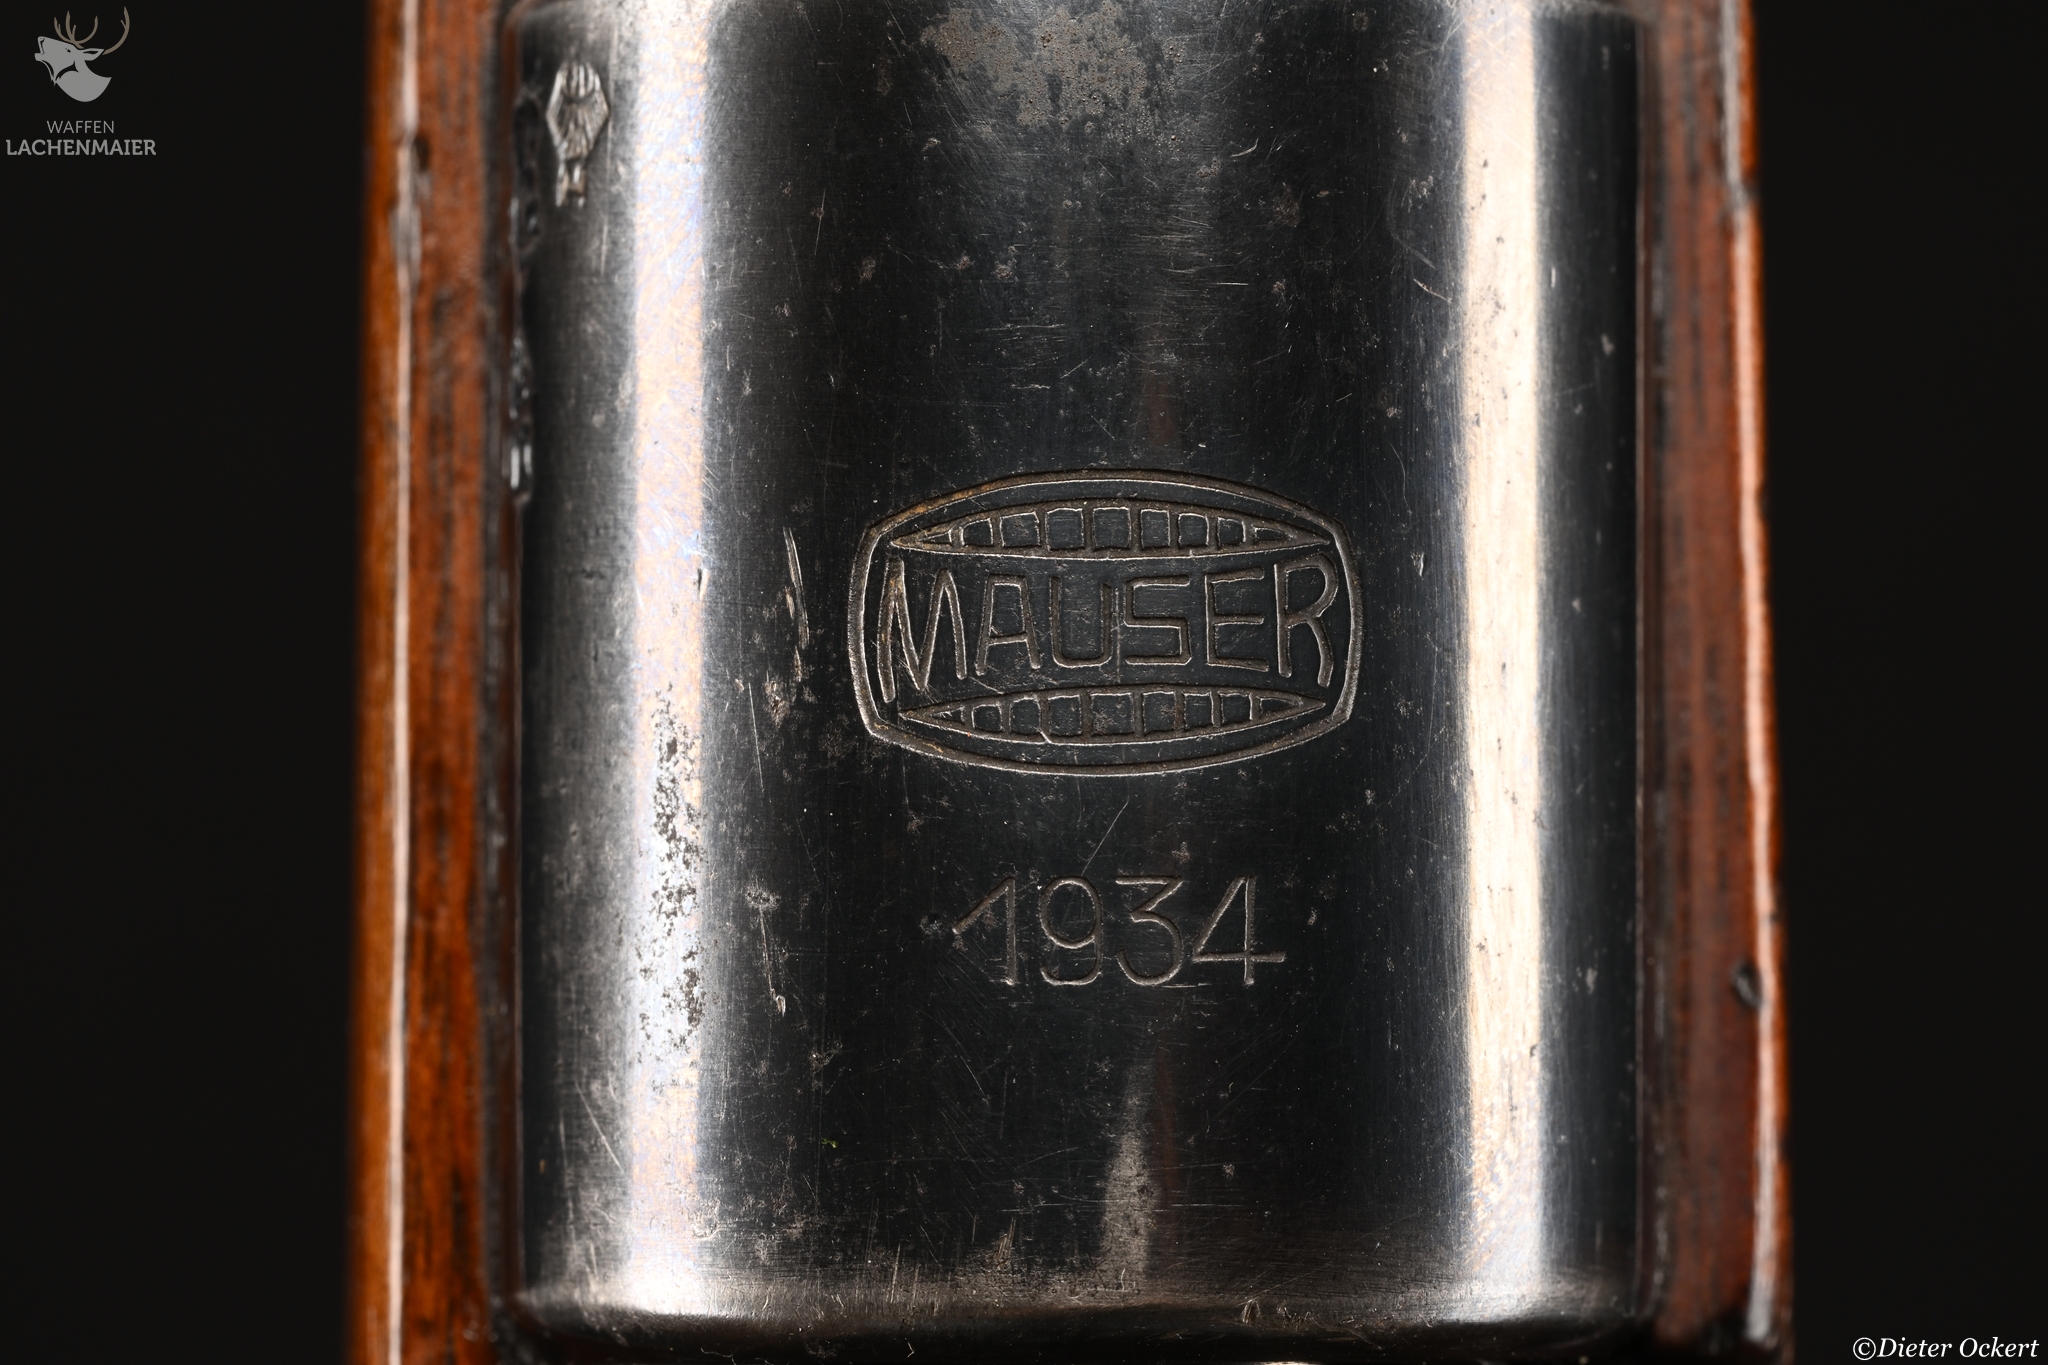 WAFFEN
LACHENMAIER
MAUSER
1934
©Dieter Ockert